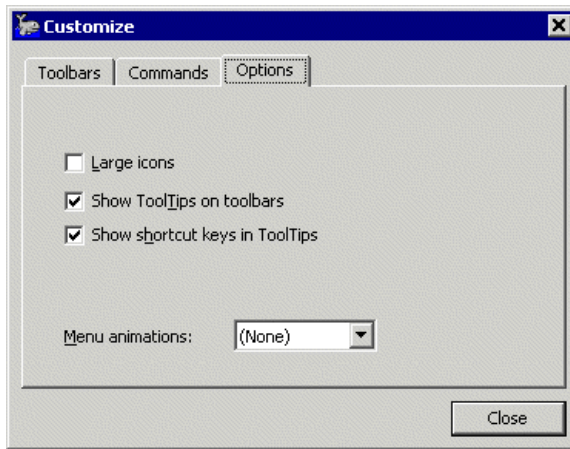 Customize
Toolbars Commands Options
Large icons
Show ToolTips on toolbars
Show shortcut keys in ToolTips
Menu animations: (None)
Close